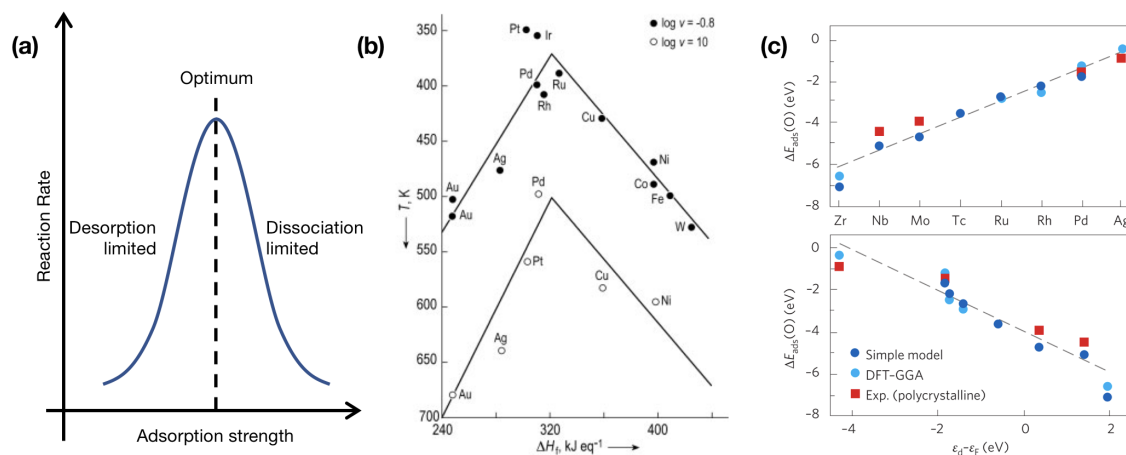 (a)
Reaction Rate
Optimum
Desorption
limited
Dissociation
limited
Adsorption strength
(b)
350
400
450
500
550
600
650
700
T, K
log ν = -0.8
log ν = 10
Pt
Ir
Pd
Ru
Rh
Cu
Ag
Ni
Au
Co
Au
Fe
W
Pd
Pt
Cu
Ni
Ag
Au
240
320
400
ΔHf, kJ eq⁻¹
(c)
0
-2
-4
-6
-8
ΔEads(O) (eV)
Zr Nb Mo Tc Ru Rh Pd Ag
0
-2
-4
-6
-8
ΔEads(O) (eV)
Simple model
DFT–GGA
Exp. (polycrystalline)
-4 -2 0 2
εd-εF (eV)